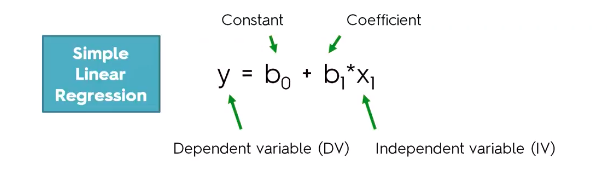 Constant Coefficient
Simple
Linear
Regression
y = b₀ + b₁*x₁
Dependent variable (DV) Independent variable (IV)